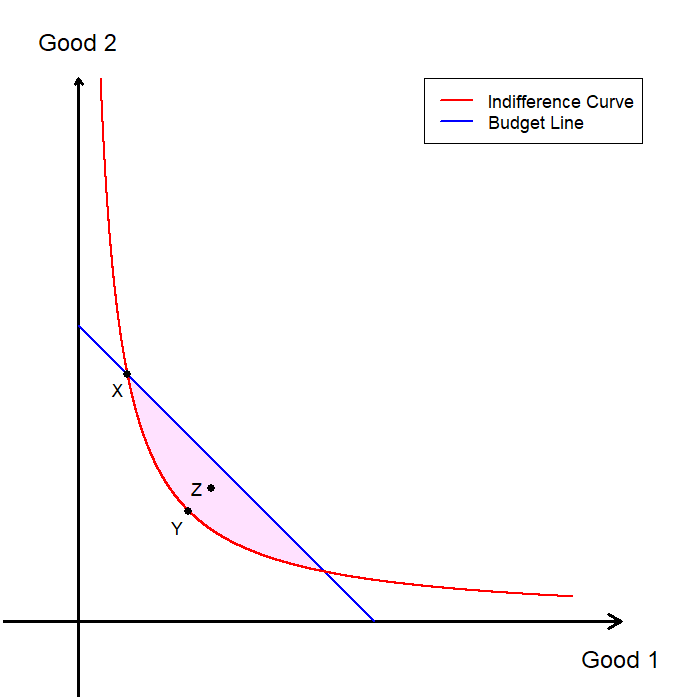 Good 2
Indifference Curve
Budget Line
X
Z
Y
Good 1